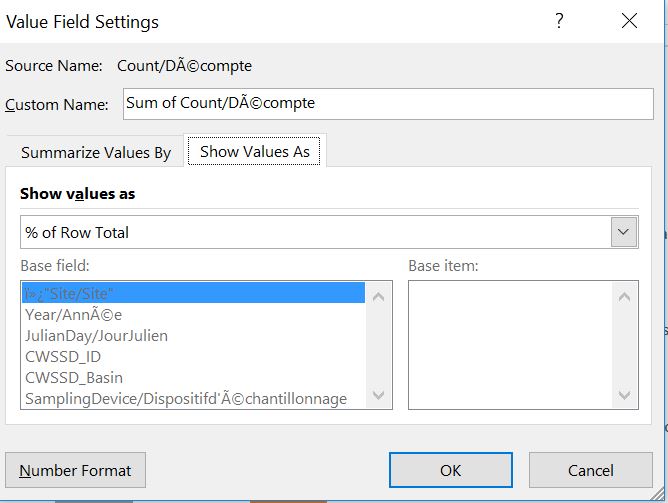 Value Field Settings ? ×
Source Name: Count/DÃ©compte
Custom Name: Sum of Count/DÃ©compte
Summarize Values By Show Values As
Show values as
% of Row Total
Base field: Base item:
ï»¿"Site/Site"
Year/AnnÃ©e
JulianDay/JourJulien
CWSSD_ID
CWSSD_Basin
SamplingDevice/Dispositifd'Ã©chantillonnage
Number Format OK Cancel